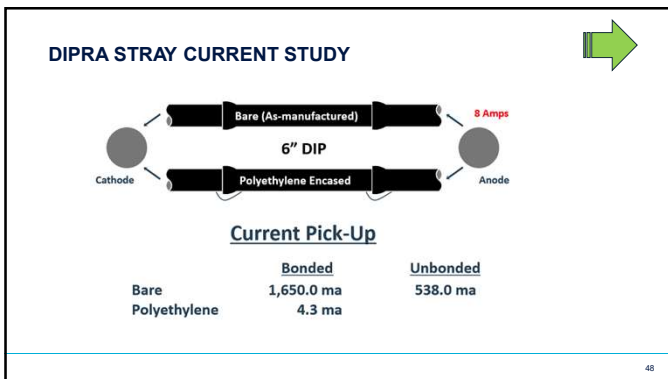 DIPRA STRAY CURRENT STUDY
Bare (As-manufactured)
8 Amps
6” DIP
Cathode
Polyethylene Encased
Anode
Current Pick-Up
Bonded Unbonded
Bare 1,650.0 ma 538.0 ma
Polyethylene 4.3 ma
48